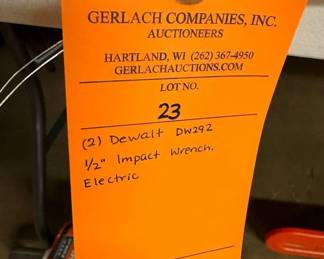 GERLACH COMPANIES, INC.
AUCTIONEERS
HARTLAND, WI (262) 367-4950
GERLACHAUCTIONS.COM
LOT NO.
23
(2) Dewalt DW292
1/2" Impact Wrench,
Electric